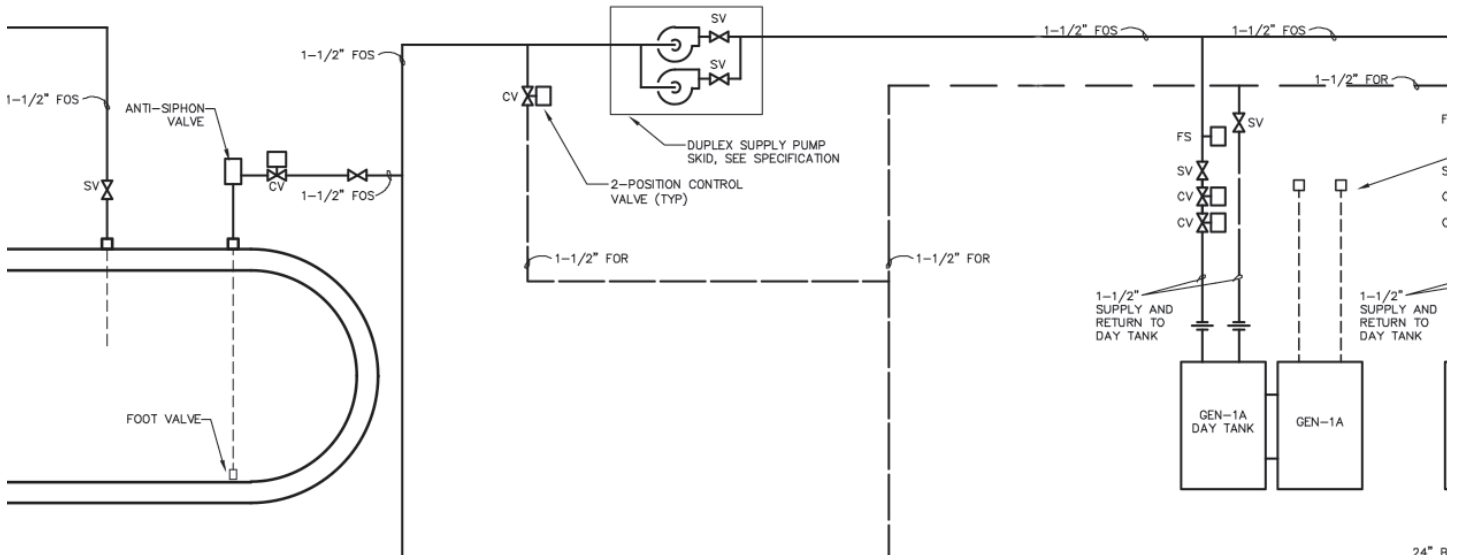 SV
SV
1-1/2" FOS
1-1/2" FOS
1-1/2" FOS
1-1/2" FOR
1-1/2" FOS
ANTI-SIPHON
VALVE
CV
DUPLEX SUPPLY PUMP
SKID, SEE SPECIFICATION
2-POSITION CONTROL
VALVE (TYP)
SV
CV
1-1/2" FOS
FS
SV
SV
CV
CV
F
S
C
C
1-1/2" FOR
1-1/2" FOR
1-1/2"
SUPPLY AND
RETURN TO
DAY TANK
1-1/2"
SUPPLY AND
RETURN TO
DAY TANK
FOOT VALVE
GEN-1A
DAY TANK
GEN-1A